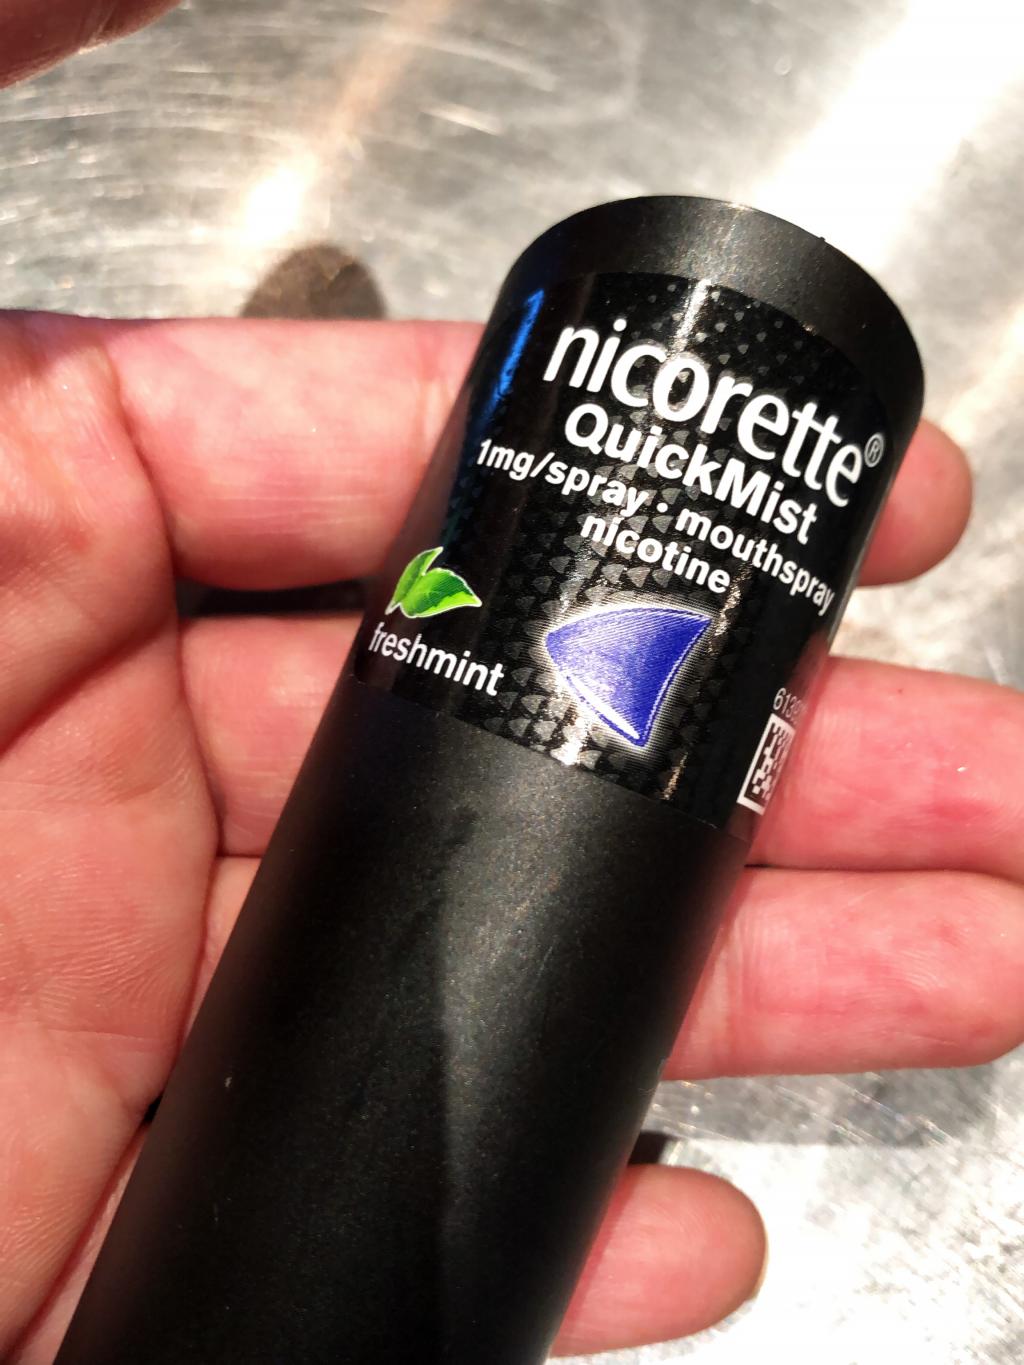 nicorette®
QuickMist
1mg/spray · mouthspray
nicotine
freshmint